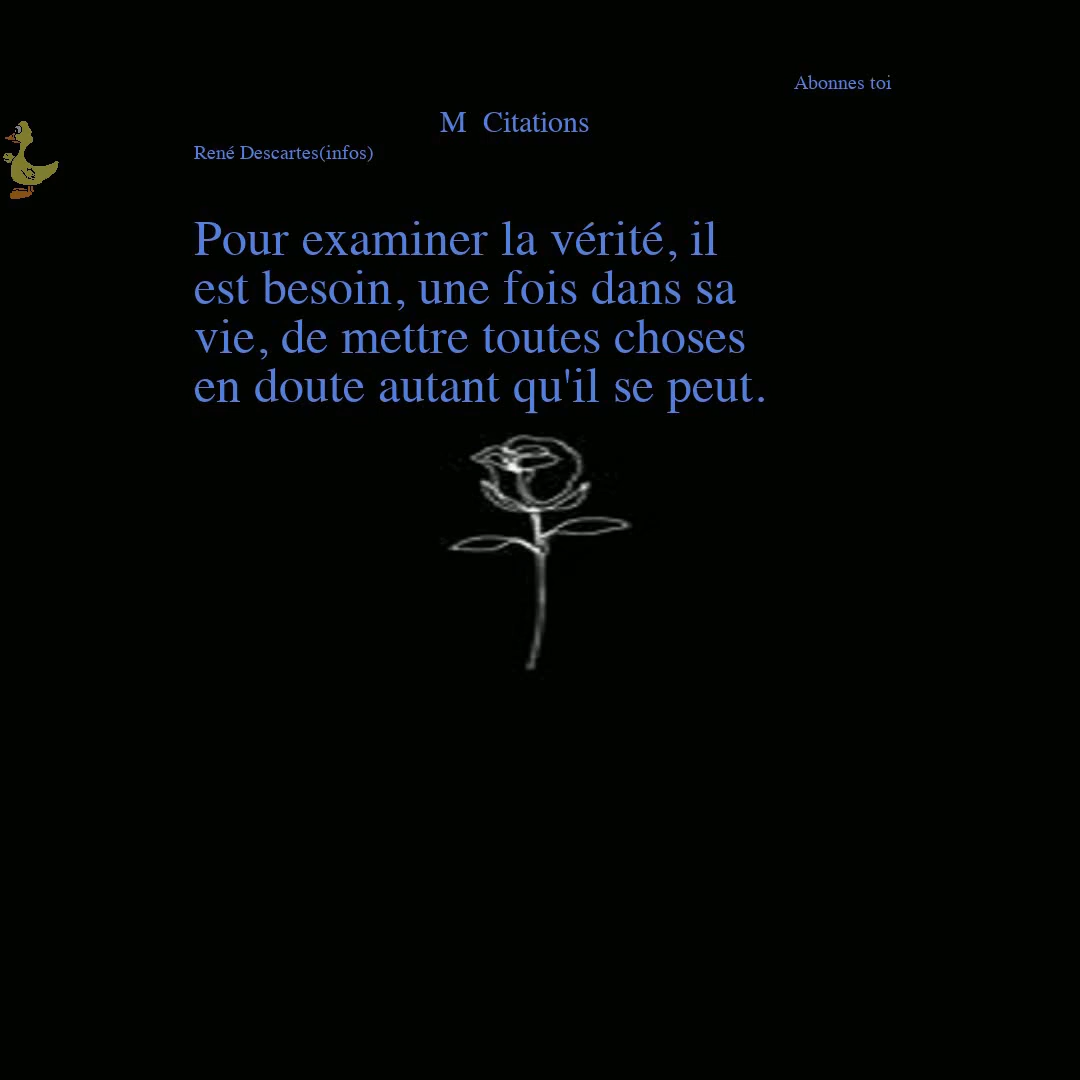 Abonnes toi
M  Citations
René Descartes(infos)
Pour examiner la vérité, il
est besoin, une fois dans sa
vie, de mettre toutes choses
en doute autant qu'il se peut.